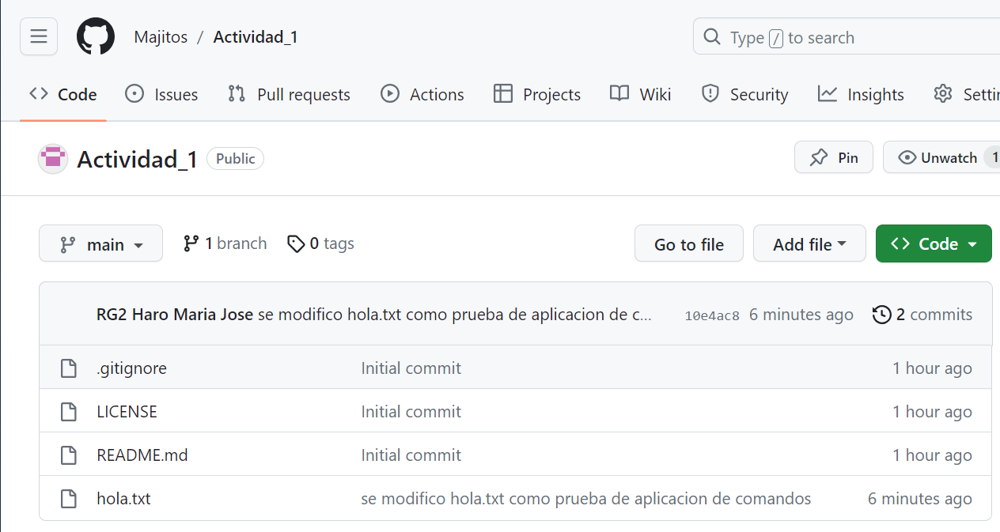 Majitos / Actividad_1 Type / to search
Code Issues Pull requests Actions Projects Wiki Security Insights Settin
Actividad_1 Public Pin Unwatch 1
main 1 branch 0 tags Go to file Add file Code
RG2 Haro Maria Jose se modifico hola.txt como prueba de aplicacion de c... 10e4ac8 6 minutes ago 2 commits
.gitignore Initial commit 1 hour ago
LICENSE Initial commit 1 hour ago
README.md Initial commit 1 hour ago
hola.txt se modifico hola.txt como prueba de aplicacion de comandos 6 minutes ago